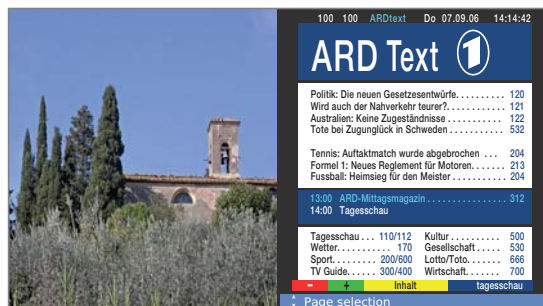 100 100 ARDtext Do 07.09.06 14:14:42
ARD Text 1
Politik: Die neuen Gesetzesentwürfe.......... 120
Wird auch der Nahverkehr teurer?........... 121
Australien: Keine Zugeständnisse ........... 122
Tote bei Zugunglück in Schweden ........... 532
Tennis: Auftaktmatch wurde abgebrochen ... 204
Formel 1: Neues Reglement für Motoren....... 213
Fussball: Heimsieg für den Meister ........... 204
13:00 ARD-Mittagsmagazin ................. 312
14:00 Tagesschau
Tagesschau ... 110/112 Kultur .......... 500
Wetter........... 170 Gesellschaft ..... 530
Sport........ 200/600 Lotto/Toto....... 666
TV Guide..... 300/400 Wirtschaft....... 700
- + Inhalt tagesschau
Page selection